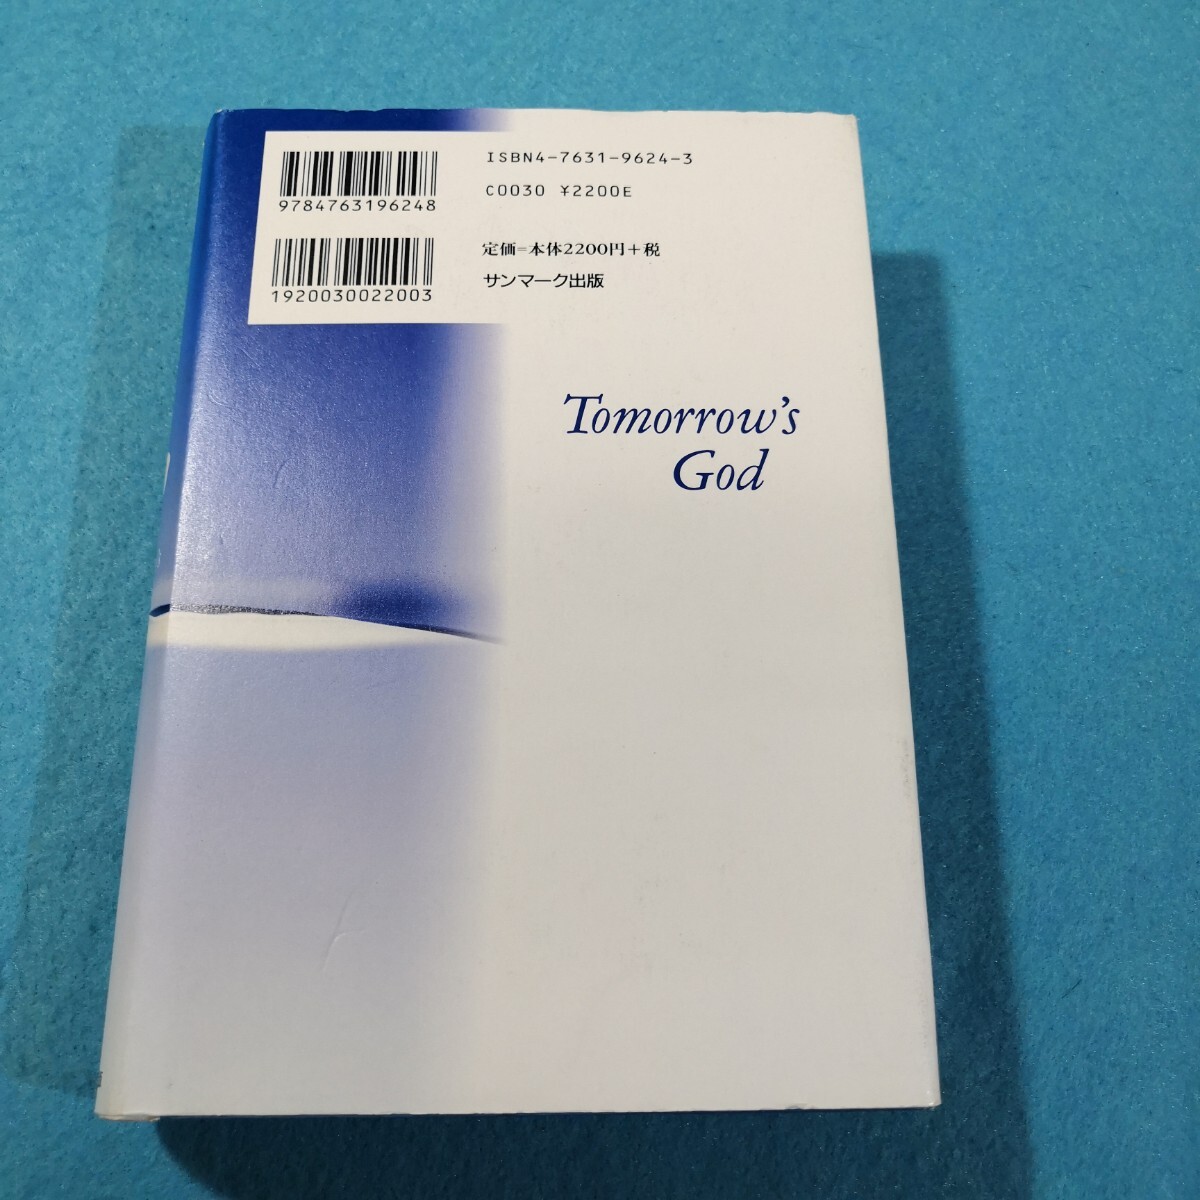 ISBN4-7631-9624-3
C0030 ¥2200E
9784763196248
定価=本体2200円+税
サンマーク出版
1920030022003
Tomorrow's
God